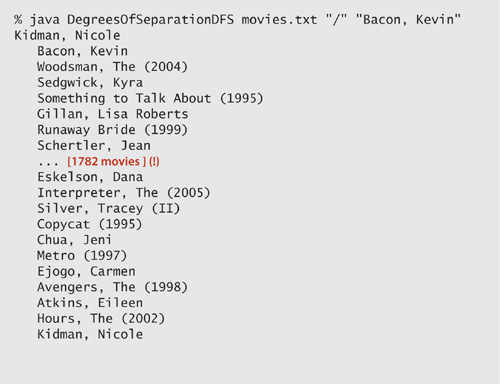 % java DegreesOfSeparationDFS movies.txt "/" "Bacon, Kevin"
Kidman, Nicole
Bacon, Kevin
Woodsman, The (2004)
Sedgwick, Kyra
Something to Talk About (1995)
Gillan, Lisa Roberts
Runaway Bride (1999)
Schertler, Jean
... [1782 movies ] (!)
Eskelson, Dana
Interpreter, The (2005)
Silver, Tracey (II)
Copycat (1995)
Chua, Jeni
Metro (1997)
Ejogo, Carmen
Avengers, The (1998)
Atkins, Eileen
Hours, The (2002)
Kidman, Nicole